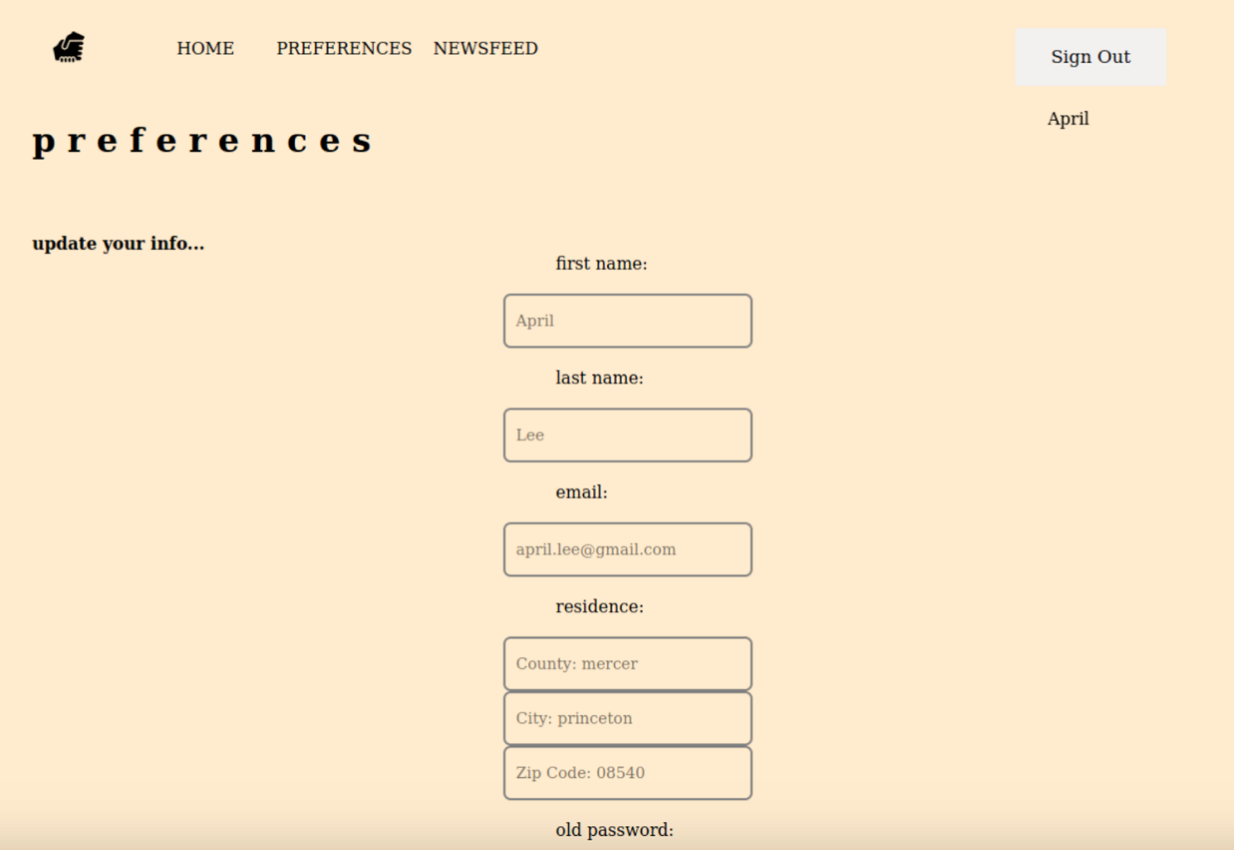 HOME PREFERENCES NEWSFEED
Sign Out
April
p r e f e r e n c e s
update your info...
first name:
April
last name:
Lee
email:
april.lee@gmail.com
residence:
County: mercer
City: princeton
Zip Code: 08540
old password: